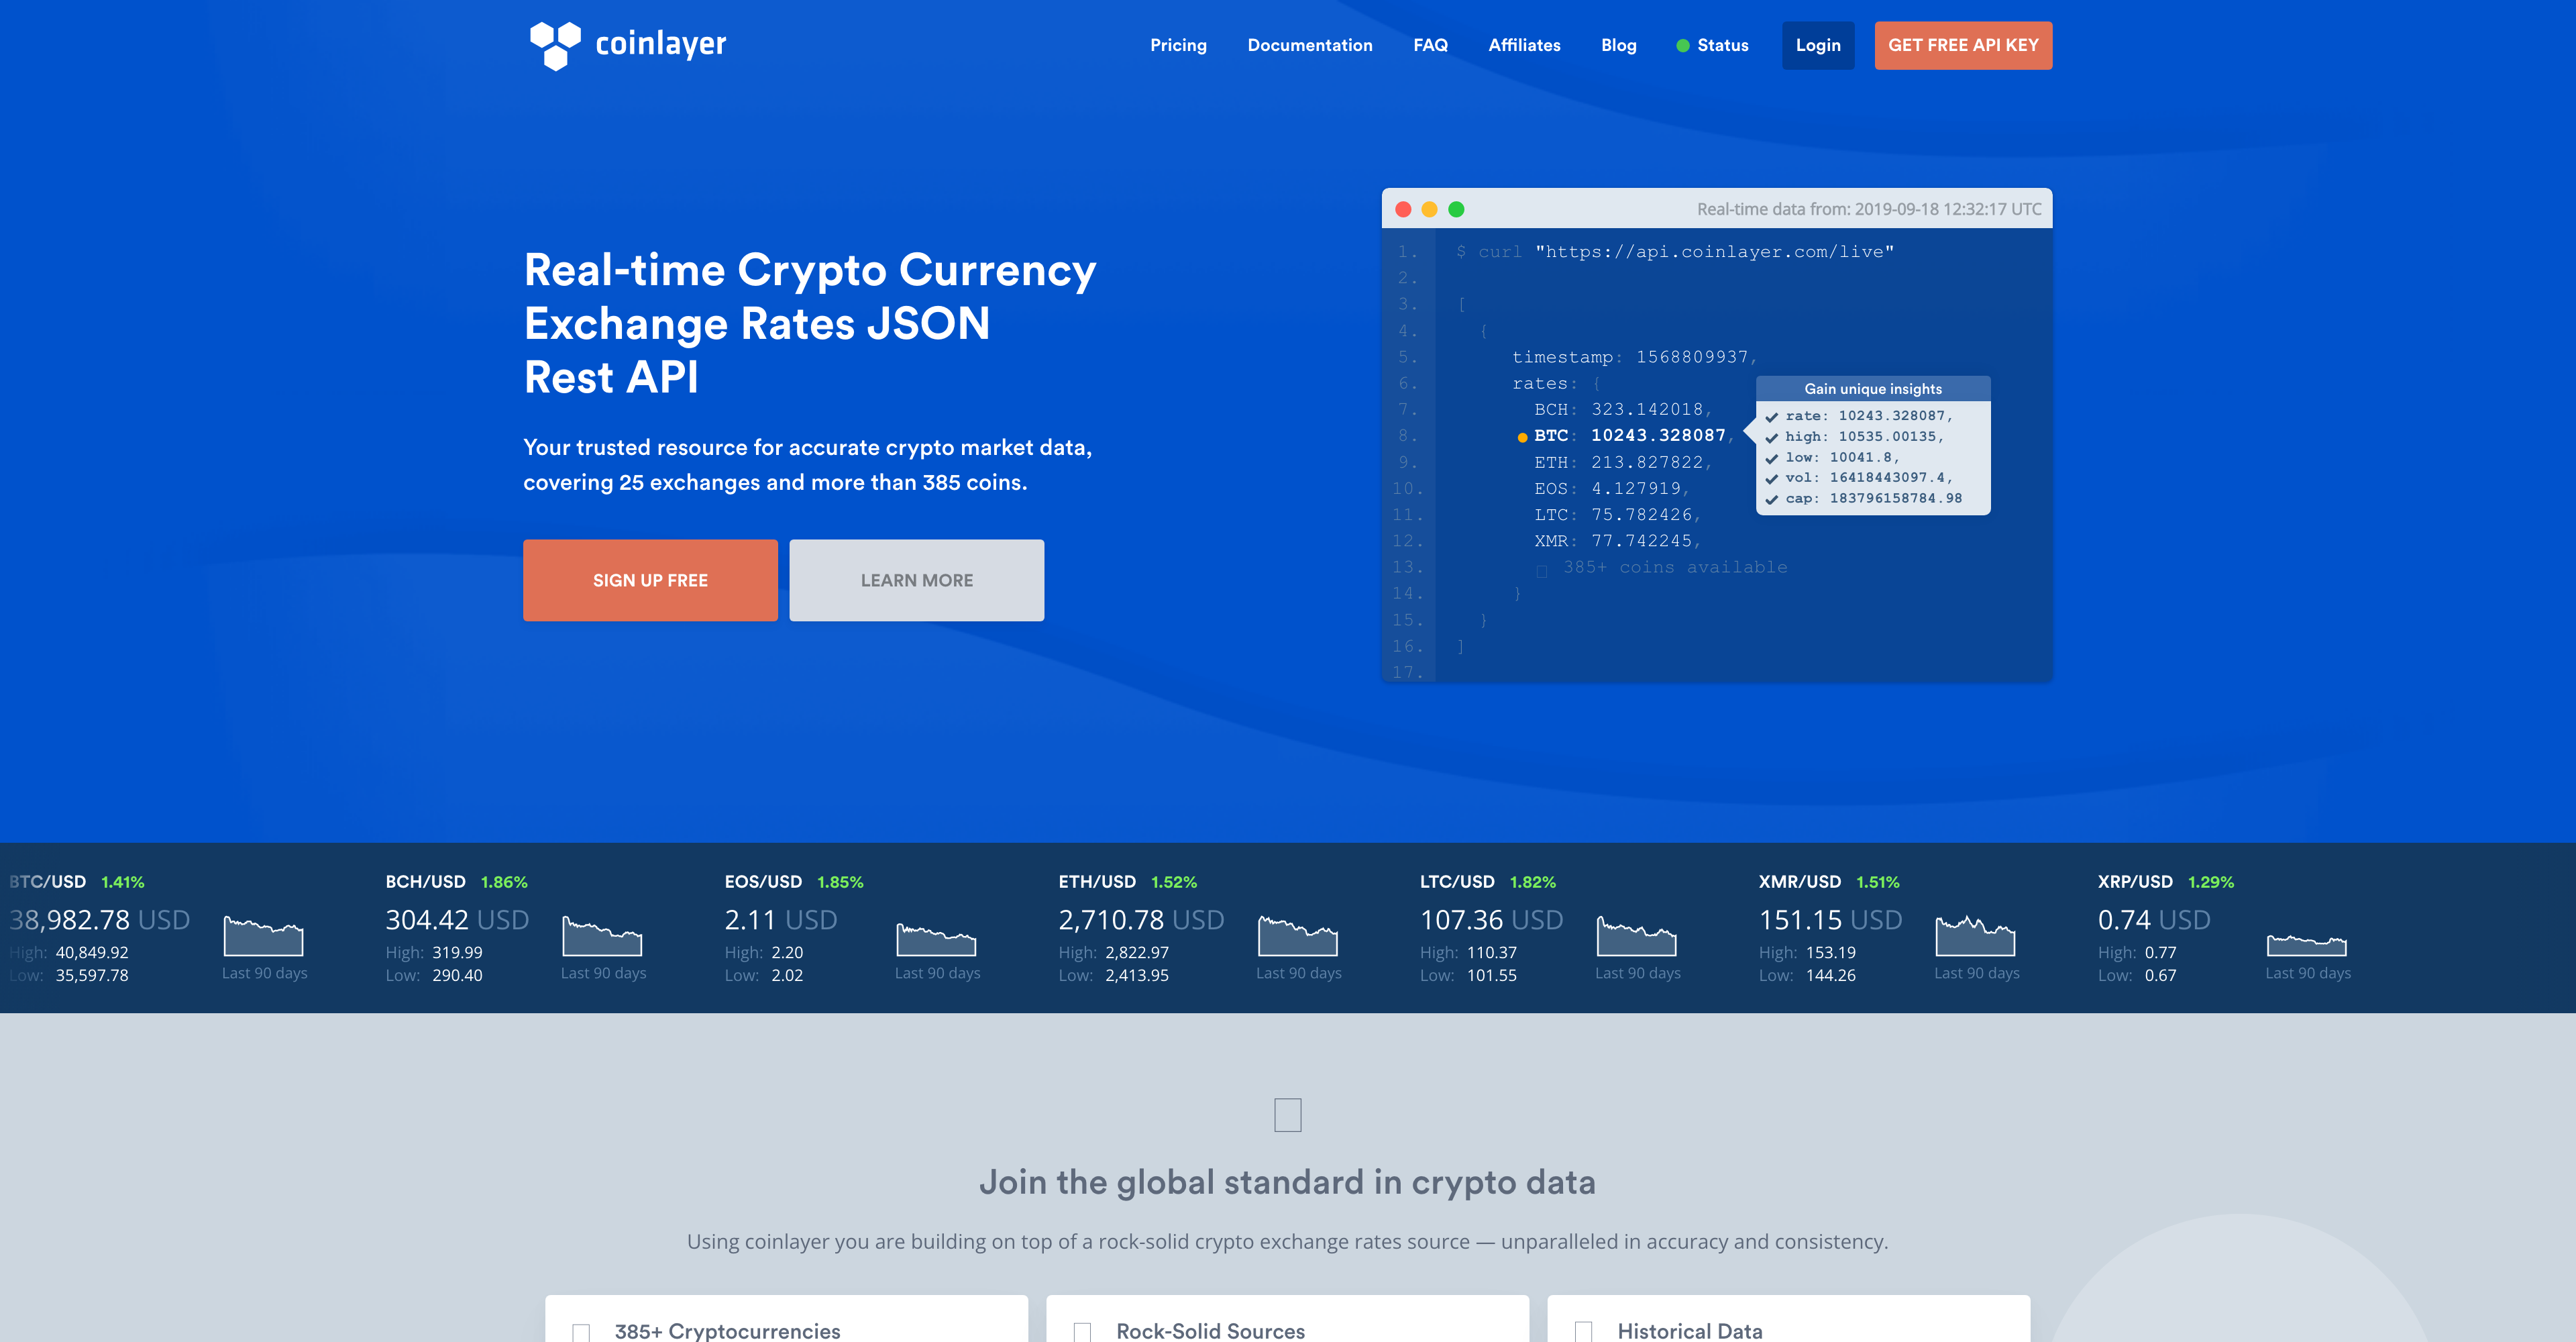 coinlayer
Pricing Documentation FAQ Affiliates Blog Status Login GET FREE API KEY
Real-time Crypto Currency
Exchange Rates JSON
Rest API
Your trusted resource for accurate crypto market data,
covering 25 exchanges and more than 385 coins.
SIGN UP FREE LEARN MORE
Real-time data from: 2019-09-18 12:32:17 UTC
1. $ curl "https://api.coinlayer.com/live"
2.
3. [
4. {
5. timestamp: 1568809937,
6. rates: {
7. BCH: 323.142018,
8. BTC: 10243.328087,
9. ETH: 213.827822,
10. EOS: 4.127919,
11. LTC: 75.782426,
12. XMR: 77.742245,
13. 385+ coins available
14. }
15. }
16. ]
17.
Gain unique insights
rate: 10243.328087,
high: 10535.00135,
low: 10041.8,
vol: 16418443097.4,
cap: 183796158784.98
BTC/USD 1.41%
38,982.78 USD
High: 40,849.92
Low: 35,597.78
Last 90 days
BCH/USD 1.86%
304.42 USD
High: 319.99
Low: 290.40
Last 90 days
EOS/USD 1.85%
2.11 USD
High: 2.20
Low: 2.02
Last 90 days
ETH/USD 1.52%
2,710.78 USD
High: 2,822.97
Low: 2,413.95
Last 90 days
LTC/USD 1.82%
107.36 USD
High: 110.37
Low: 101.55
Last 90 days
XMR/USD 1.51%
151.15 USD
High: 153.19
Low: 144.26
Last 90 days
XRP/USD 1.29%
0.74 USD
High: 0.77
Low: 0.67
Last 90 days
Join the global standard in crypto data
Using coinlayer you are building on top of a rock-solid crypto exchange rates source — unparalleled in accuracy and consistency.
385+ Cryptocurrencies
Rock-Solid Sources
Historical Data